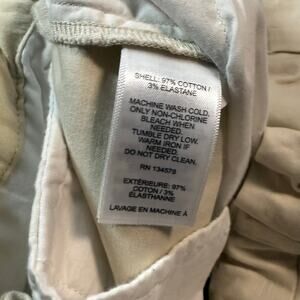 SHELL: 97% COTTON /
3% ELASTANE
MACHINE WASH COLD.
ONLY NON-CHLORINE
BLEACH WHEN
NEEDED.
TUMBLE DRY LOW.
WARM IRON IF
NEEDED.
DO NOT DRY CLEAN.
RN 134579
EXTÉRIEURE: 97%
COTON / 3%
ÉLASTHANNE
LAVAGE EN MACHINE À